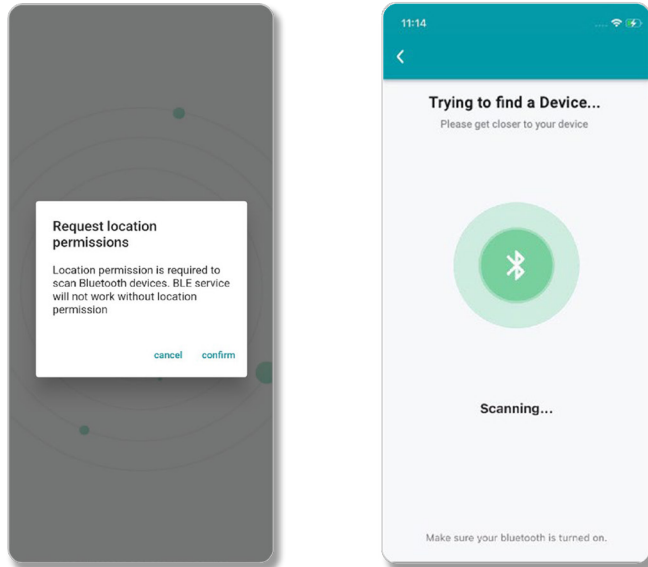 Request location
permissions
Location permission is required to
scan Bluetooth devices. BLE service
will not work without location
permission
cancel confirm
11:14
Trying to find a Device...
Please get closer to your device
Scanning...
Make sure your bluetooth is turned on.